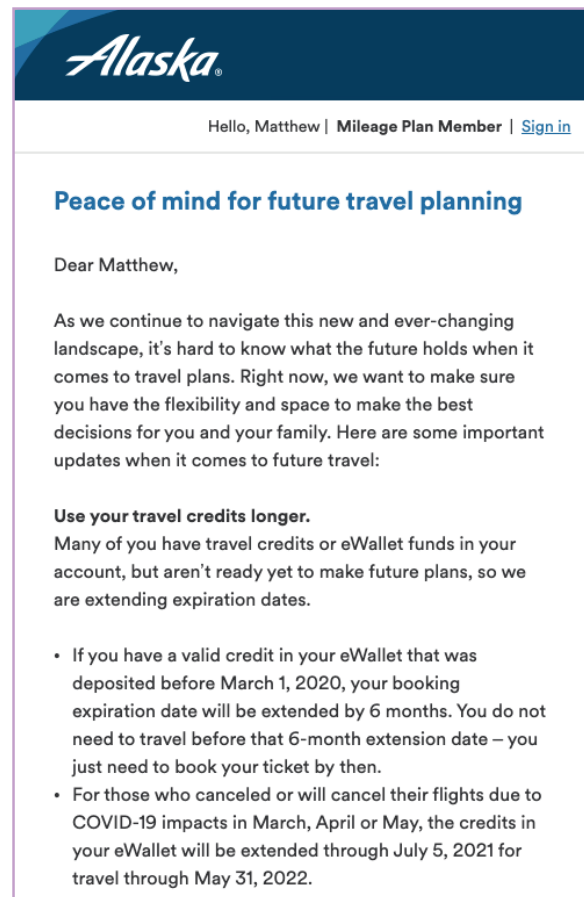 Alaska®
Hello, Matthew | Mileage Plan Member | Sign in
Peace of mind for future travel planning
Dear Matthew,
As we continue to navigate this new and ever-changing
landscape, it's hard to know what the future holds when it
comes to travel plans. Right now, we want to make sure
you have the flexibility and space to make the best
decisions for you and your family. Here are some important
updates when it comes to future travel:
Use your travel credits longer.
Many of you have travel credits or eWallet funds in your
account, but aren't ready yet to make future plans, so we
are extending expiration dates.
• If you have a valid credit in your eWallet that was
deposited before March 1, 2020, your booking
expiration date will be extended by 6 months. You do not
need to travel before that 6-month extension date – you
just need to book your ticket by then.
• For those who canceled or will cancel their flights due to
COVID-19 impacts in March, April or May, the credits in
your eWallet will be extended through July 5, 2021 for
travel through May 31, 2022.